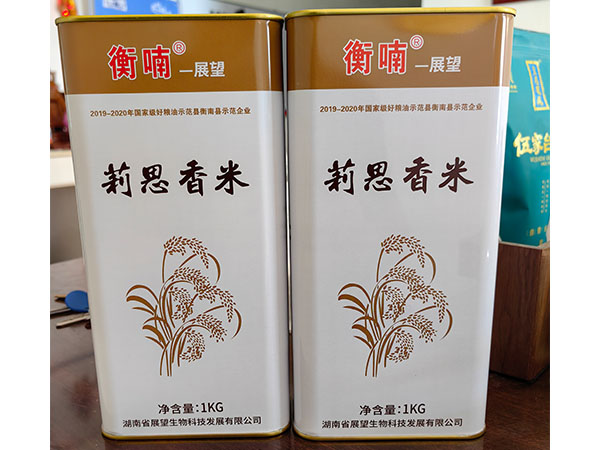 衡喃®
—展望
2019-2020年国家级好粮油示范县衡南县示范企业
莉思香米
净含量:1KG
湖南省展望生物科技发展有限公司
衡喃®
—展望
2019-2020年国家级好粮油示范县衡南县示范企业
莉思香米
净含量:1KG
湖南省展望生物科技发展有限公司
伍家台